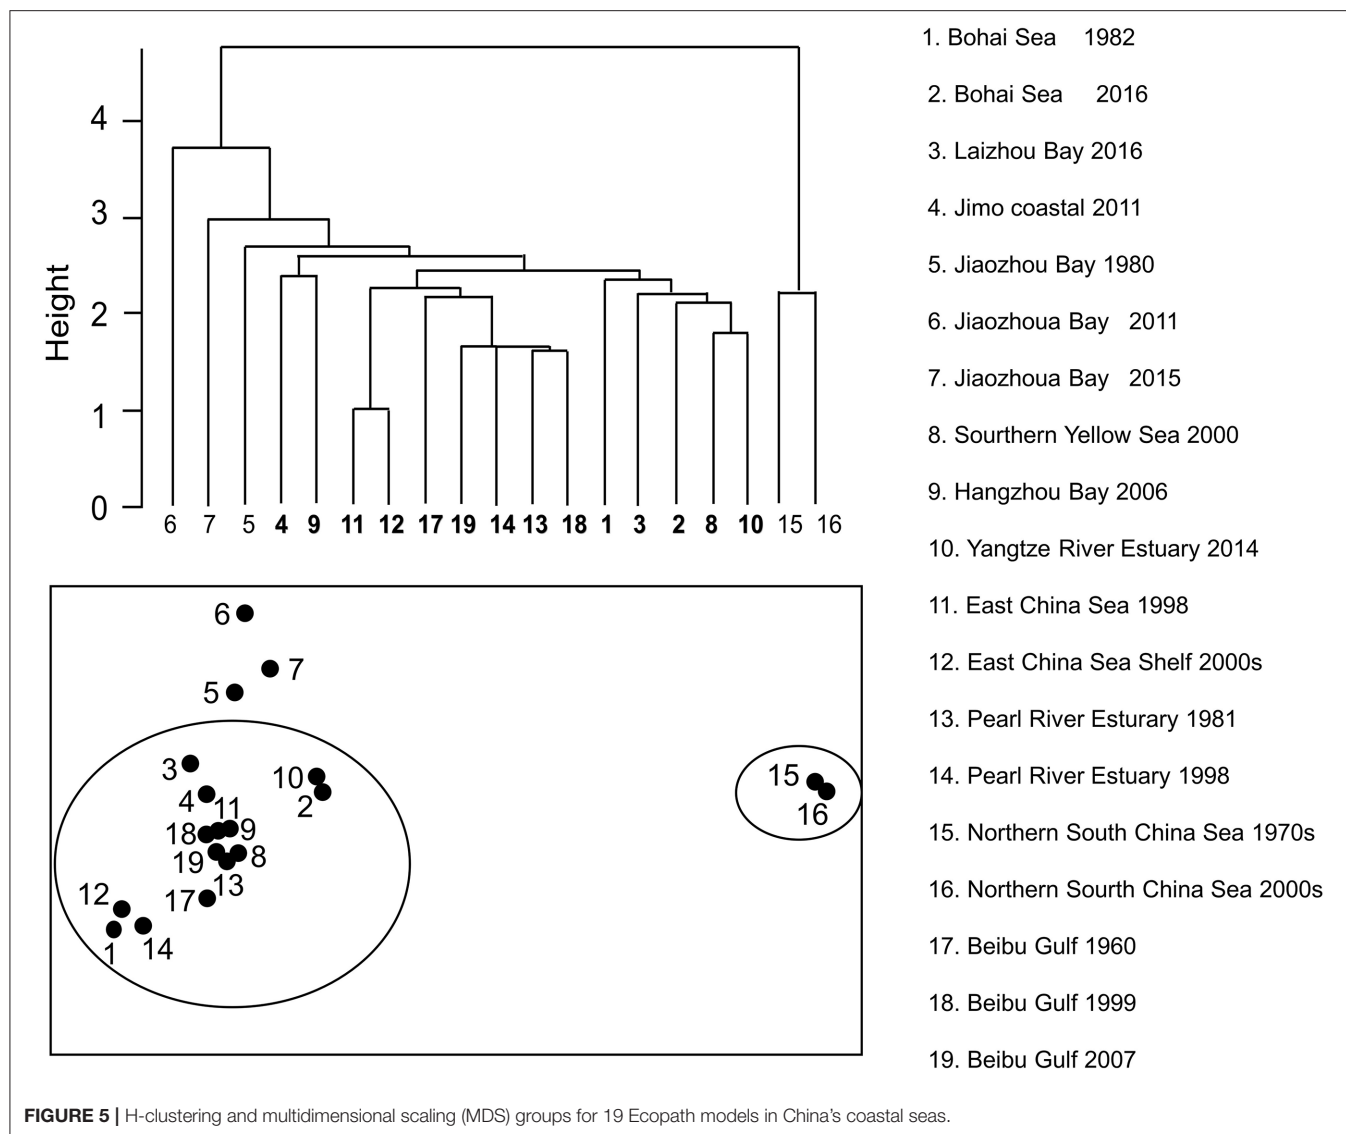 4
3
2
1
0
Height
6 7 5 4 9 11 12 17 19 14 13 18 1 3 2 8 10 15 16
1. Bohai Sea 1982
2. Bohai Sea 2016
3. Laizhou Bay 2016
4. Jimo coastal 2011
5. Jiaozhou Bay 1980
6. Jiaozhoua Bay 2011
7. Jiaozhoua Bay 2015
8. Sourthern Yellow Sea 2000
9. Hangzhou Bay 2006
10. Yangtze River Estuary 2014
11. East China Sea 1998
12. East China Sea Shelf 2000s
13. Pearl River Esturary 1981
14. Pearl River Estuary 1998
15. Northern South China Sea 1970s
16. Northern Sourth China Sea 2000s
17. Beibu Gulf 1960
18. Beibu Gulf 1999
19. Beibu Gulf 2007
6
7
5
3
10
15
4
2
16
11
18
9
19
8
13
12
17
1
14
FIGURE 5 | H-clustering and multidimensional scaling (MDS) groups for 19 Ecopath models in China's coastal seas.